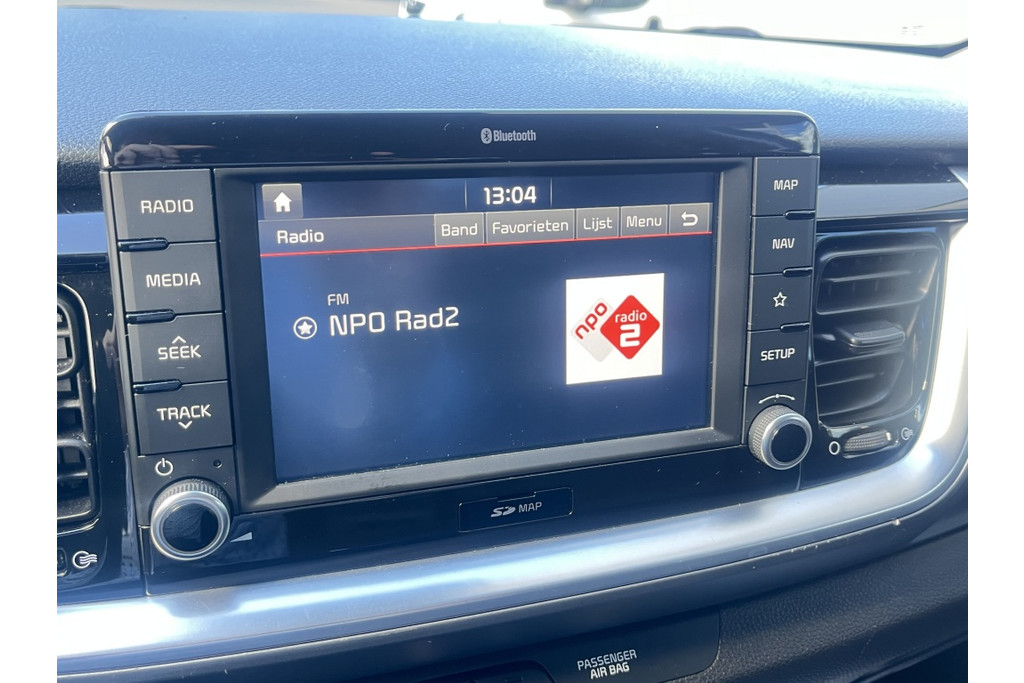 Bluetooth
RADIO
MEDIA
SEEK
TRACK
13:04
Radio
Band
Favorieten
Lijst
Menu
FM
NPO Rad2
npo
radio
2
MAP
NAV
SETUP
SD MAP
PASSENGER
AIR BAG